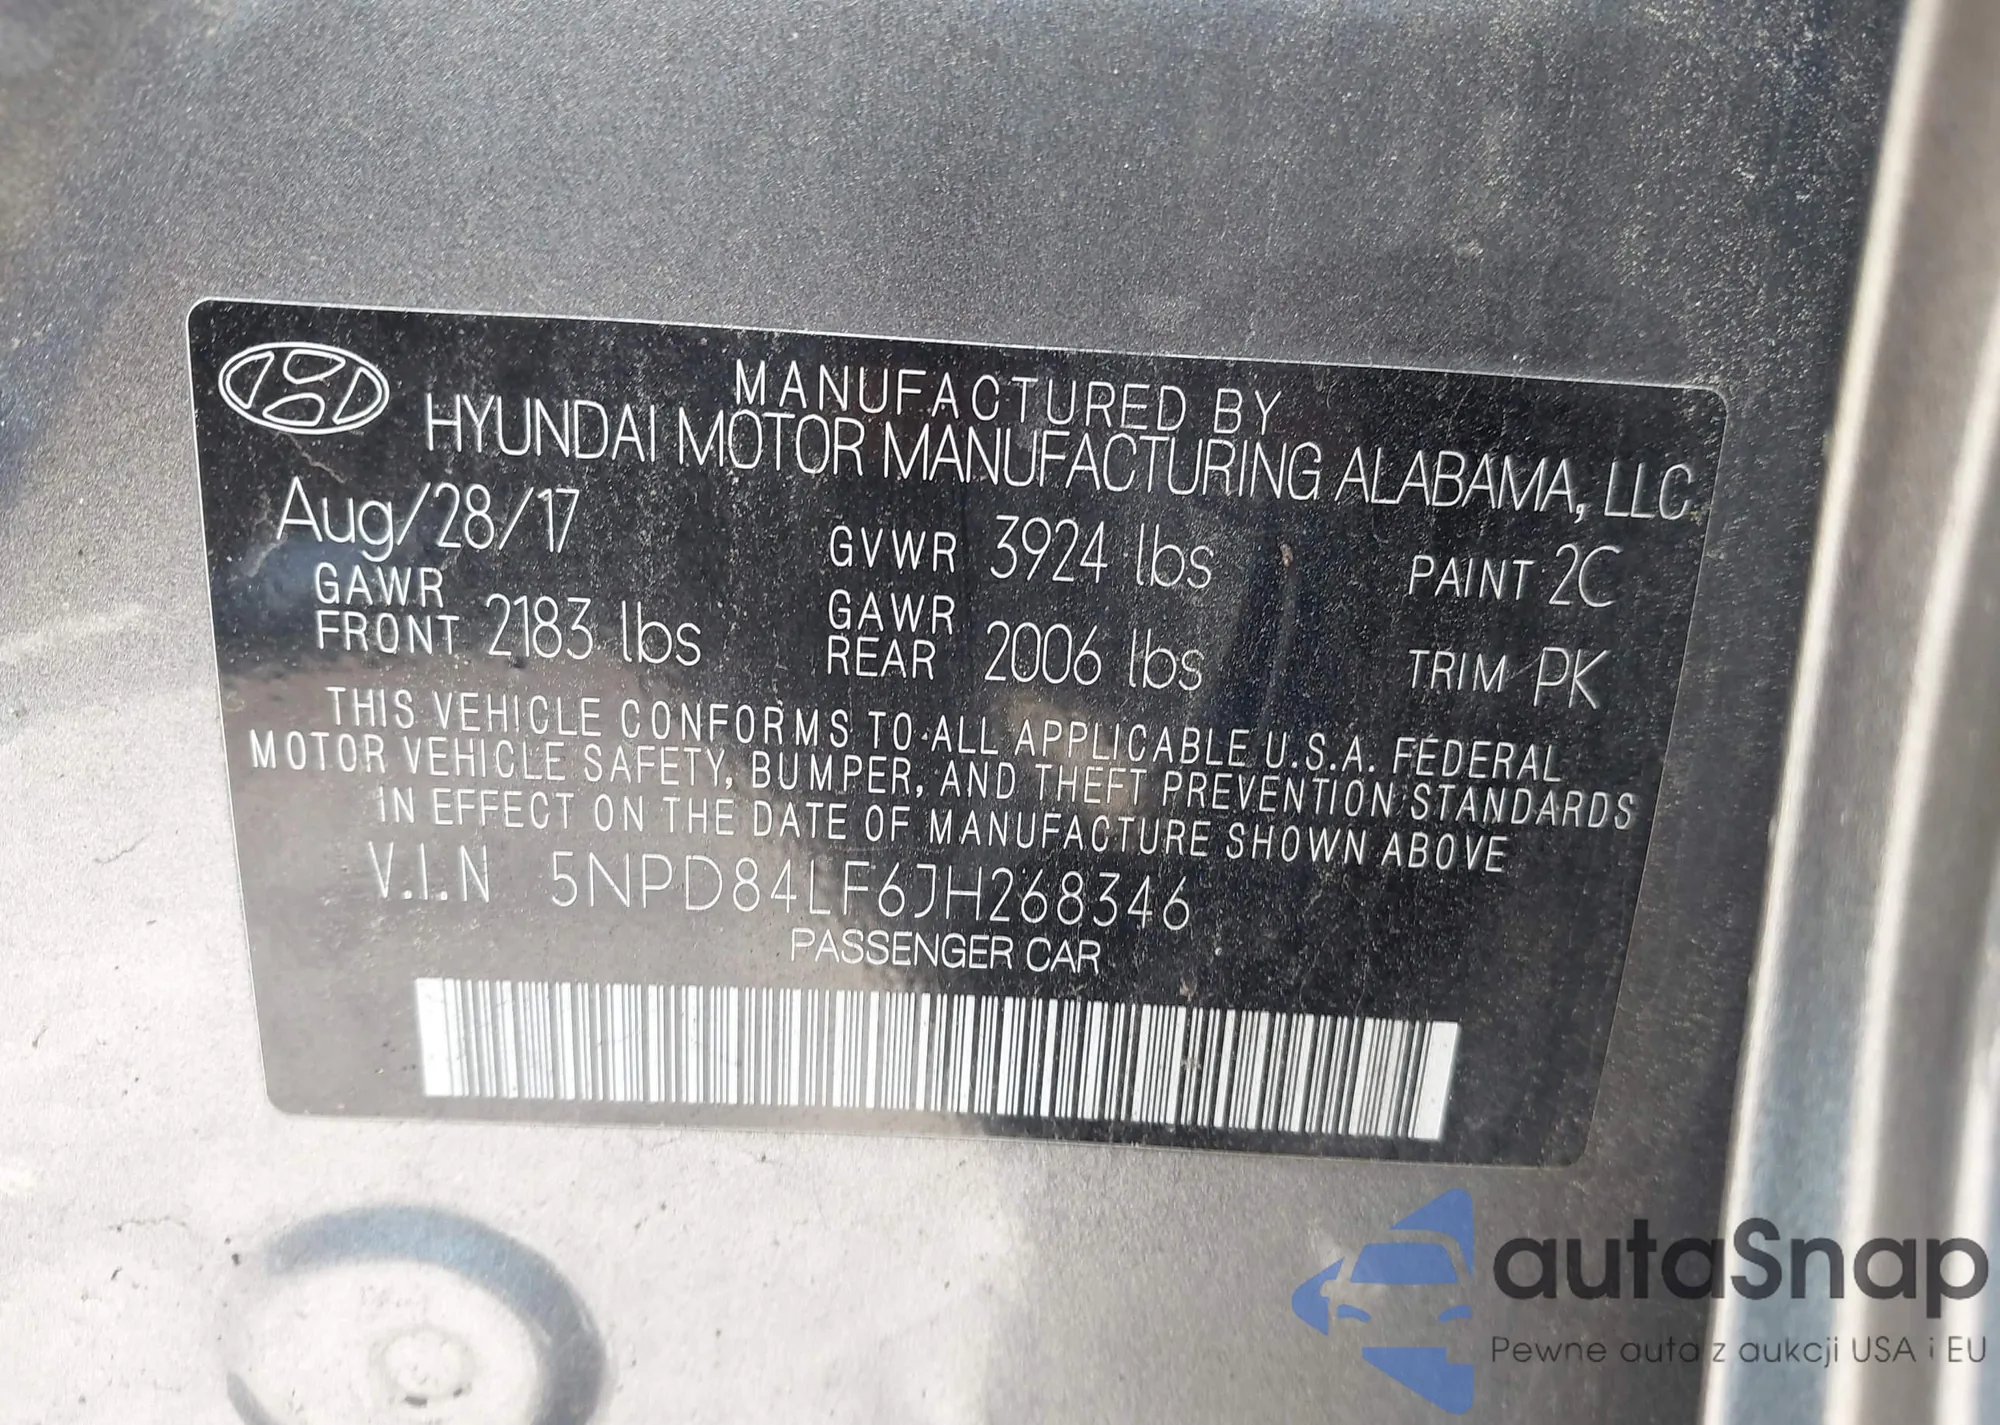 MANUFACTURED BY
HYUNDAI MOTOR MANUFACTURING ALABAMA, LLC
Aug/28/17 GVWR 3924 lbs PAINT 2C
GAWR FRONT 2183 lbs GAWR REAR 2006 lbs TRIM PK
THIS VEHICLE CONFORMS TO ALL APPLICABLE U.S.A. FEDERAL
MOTOR VEHICLE SAFETY, BUMPER, AND THEFT PREVENTION STANDARDS
IN EFFECT ON THE DATE OF MANUFACTURE SHOWN ABOVE
V.I.N 5NPD84LF6JH268346
PASSENGER CAR
autaSnap
Pewne auta z aukcji USA i EU